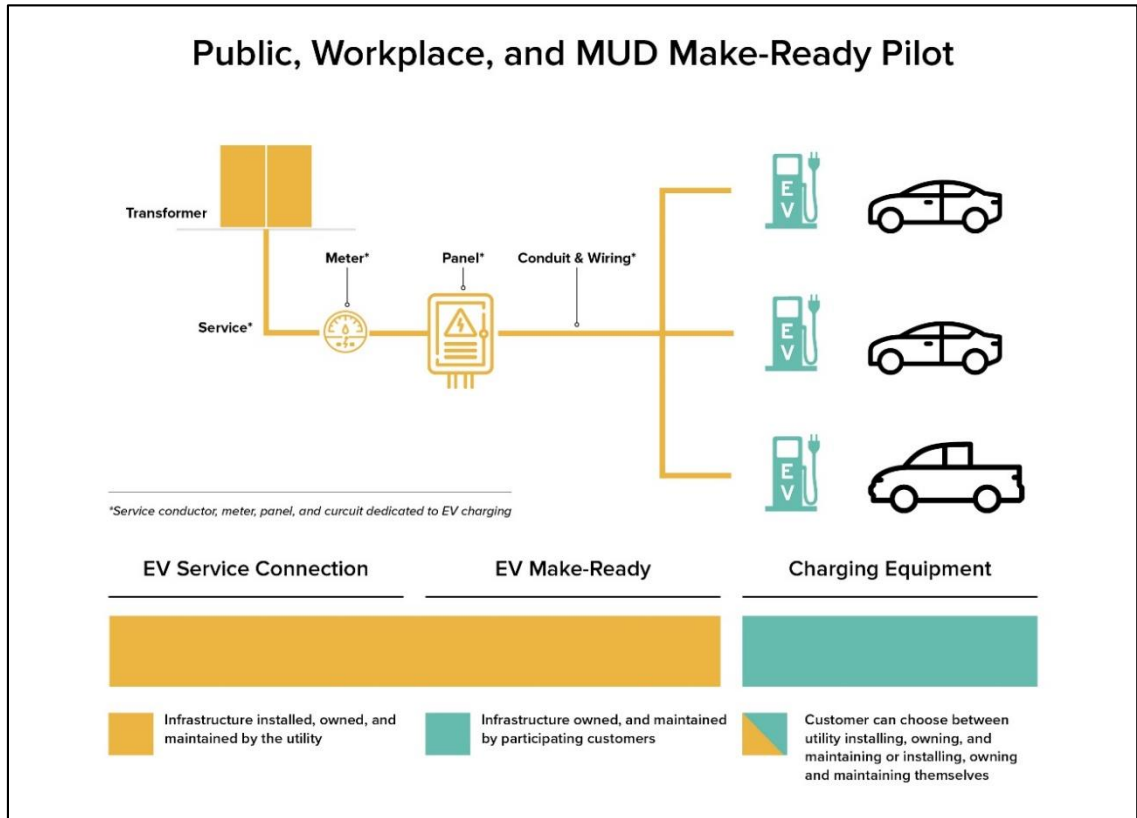 Public, Workplace, and MUD Make-Ready Pilot
Transformer
Meter*
Panel*
Conduit & Wiring*
Service*
E
V
E
V
E
V
*Service conductor, meter, panel, and curcuit dedicated to EV charging
EV Service Connection
EV Make-Ready
Charging Equipment
Infrastructure installed, owned, and
maintained by the utility
Infrastructure owned, and maintained
by participating customers
Customer can choose between
utility installing, owning, and
maintaining or installing, owning
and maintaining themselves